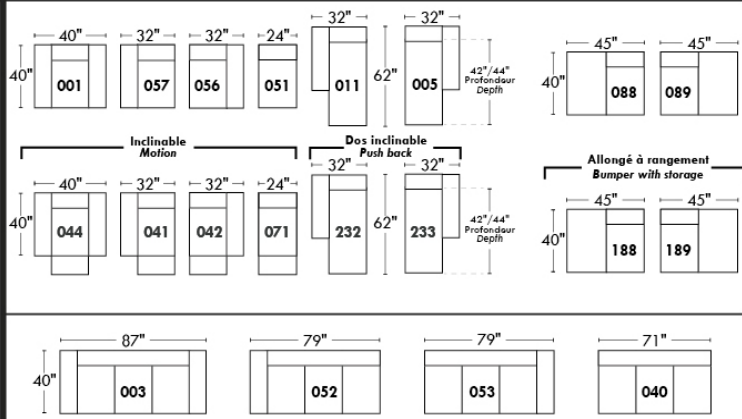 40" 32" 32" 24" 32" 32" 45" 45"
40" 001 057 056 051 011 62" 005 42"/44" Profondeur Depth 40" 088 089
Inclinable
Motion
Dos inclinable
Push back
Allongé à rangement
Bumper with storage
40" 32" 32" 24" 32" 32" 45" 45"
40" 044 041 042 071 232 62" 233 42"/44" Profondeur Depth 40" 188 189
87" 79" 79" 71"
40" 003 052 053 040